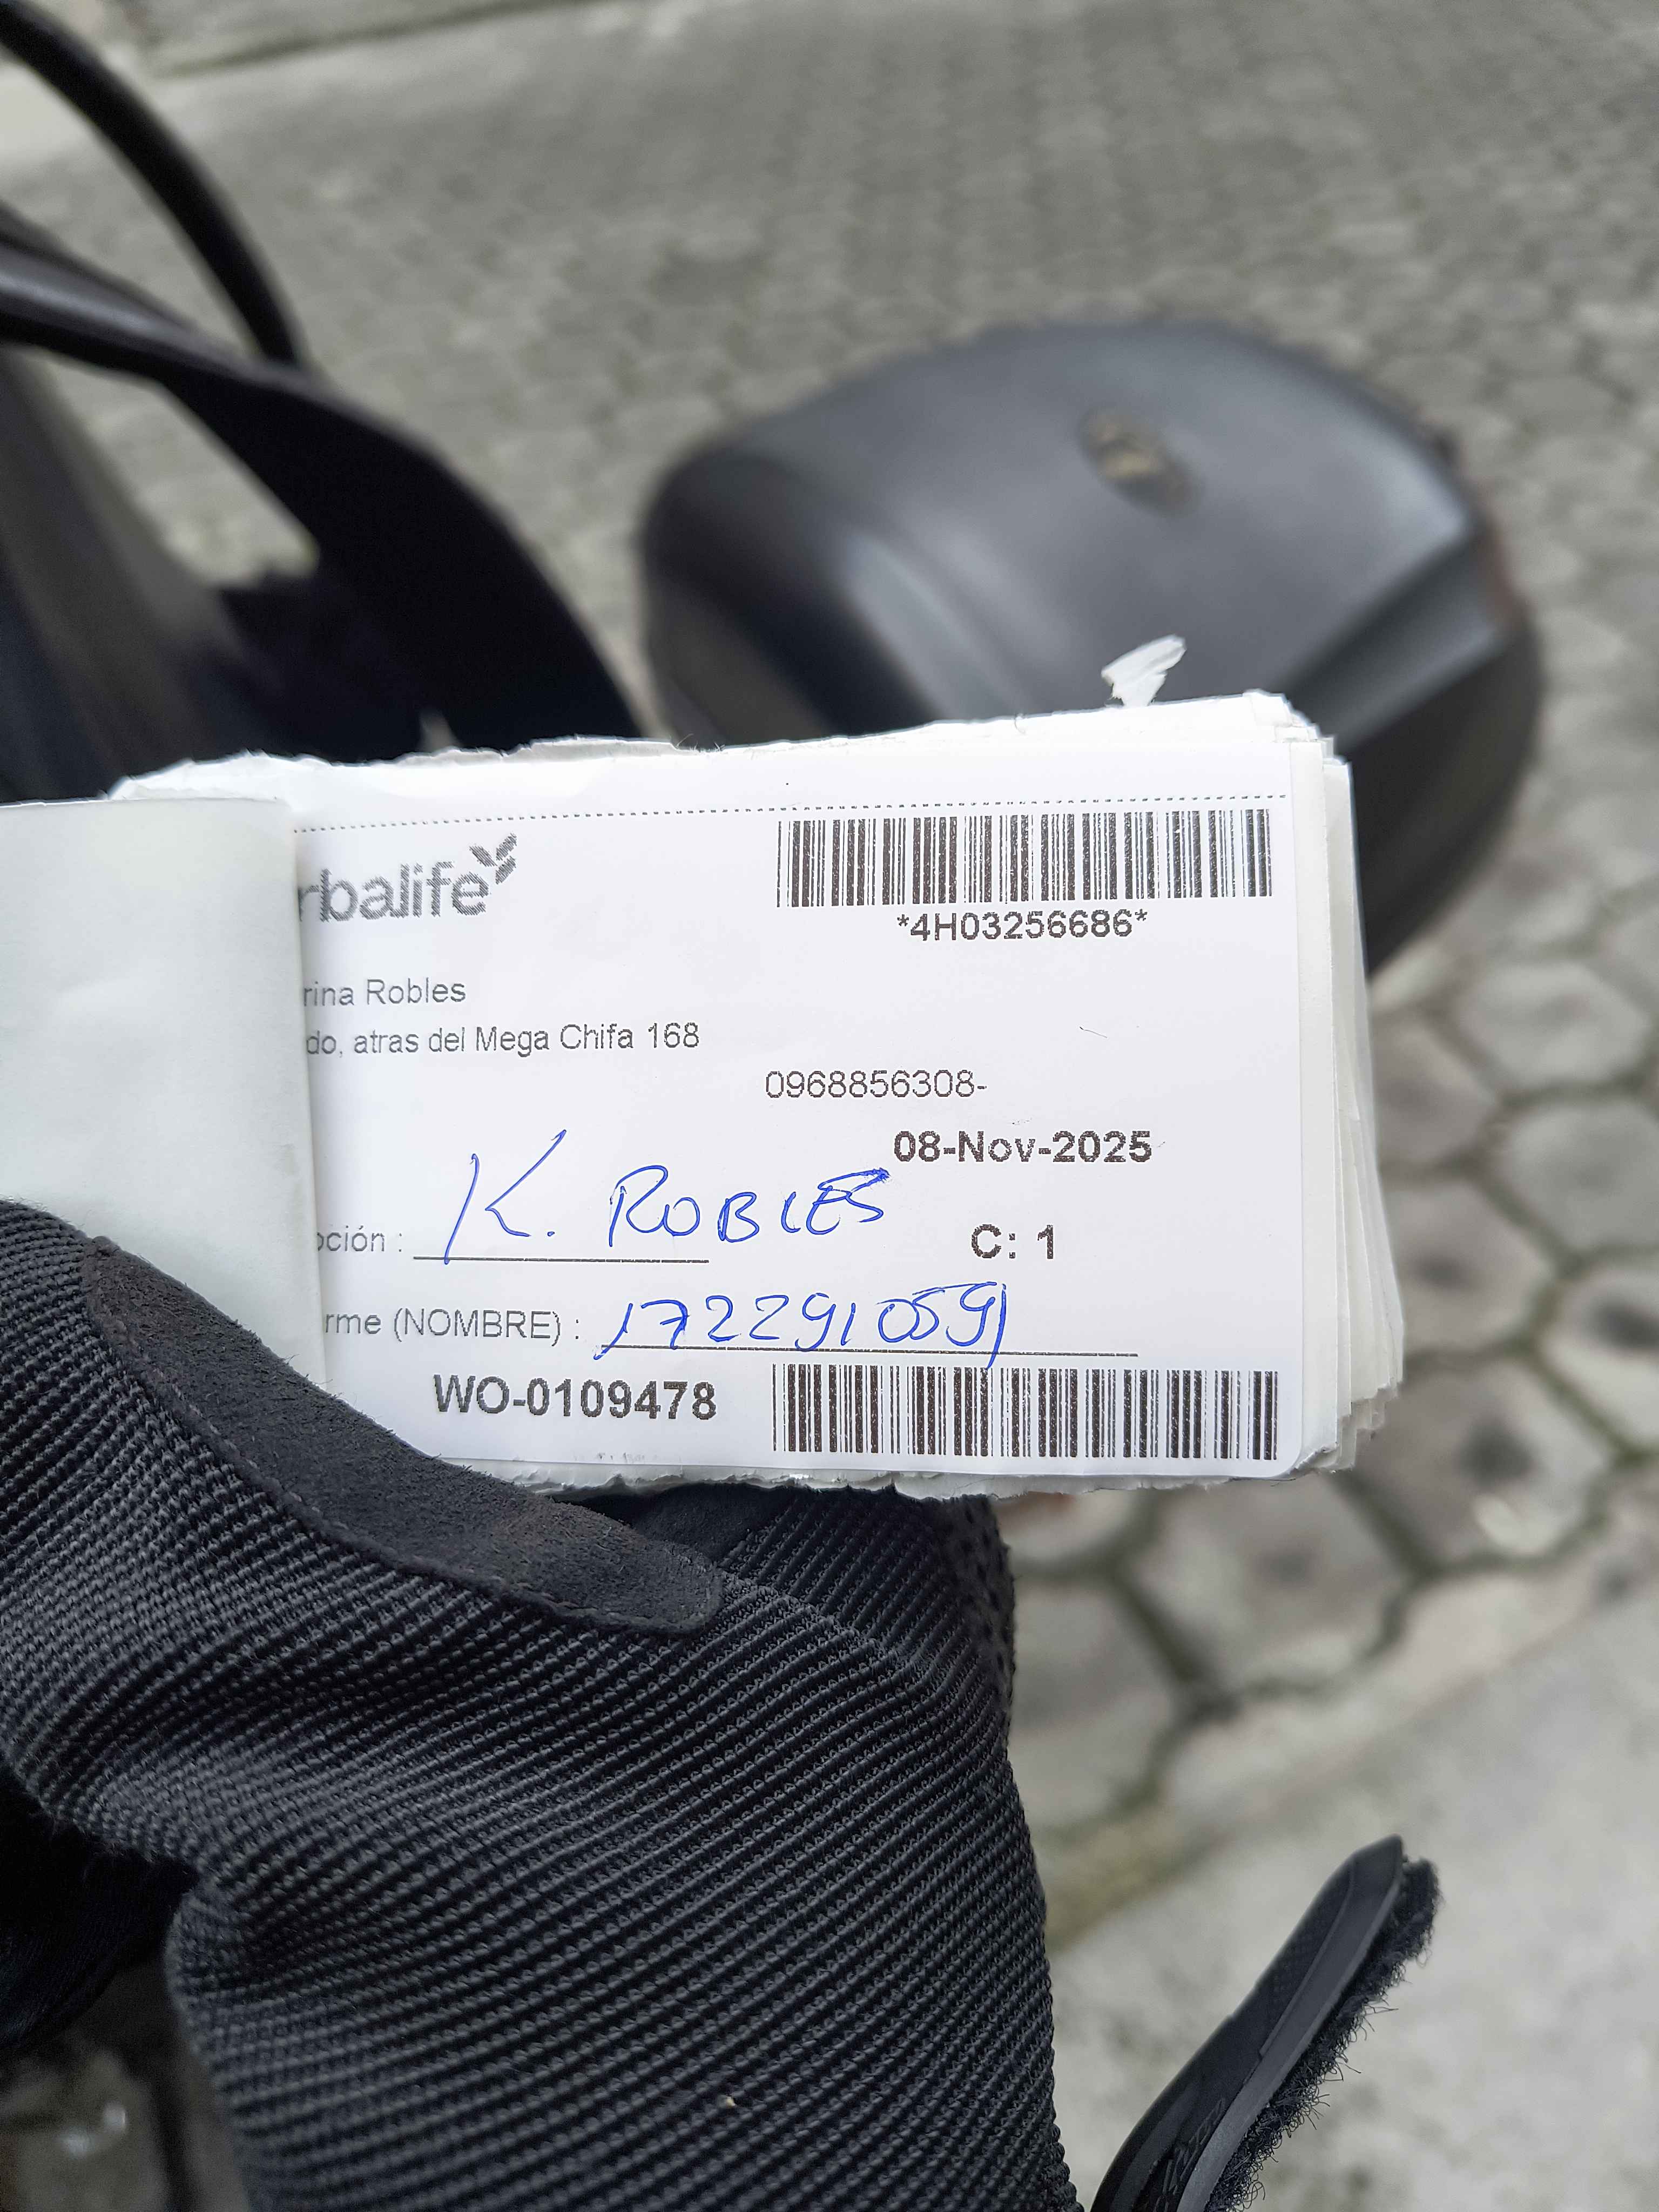 rbalife
*4H03256686*
rina Robles
do, atras del Mega Chifa 168
0968856308-
08-Nov-2025
pción : K. ROBLES
C: 1
rme (NOMBRE) : 1722910591
WO-0109478